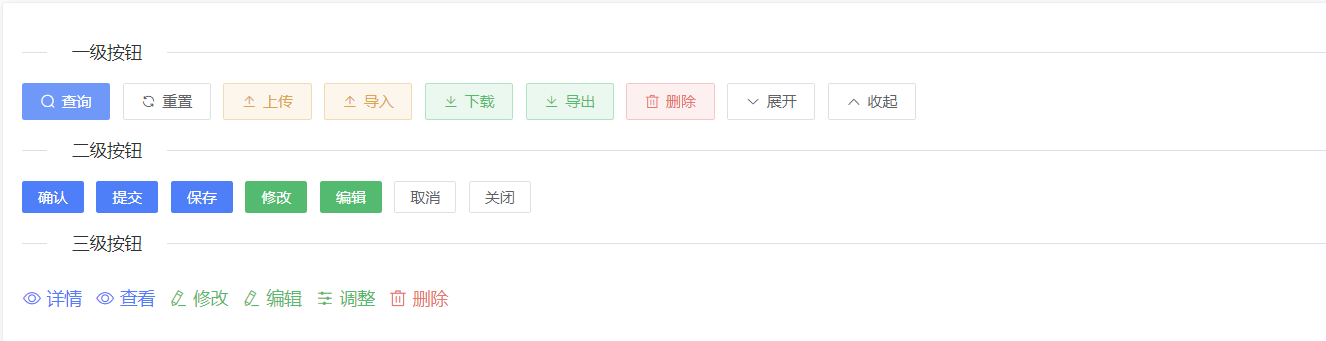 一级按钮
查询 重置 上传 导入 下载 导出 删除 展开 收起
二级按钮
确认 提交 保存 修改 编辑 取消 关闭
三级按钮
详情 查看 修改 编辑 调整 删除